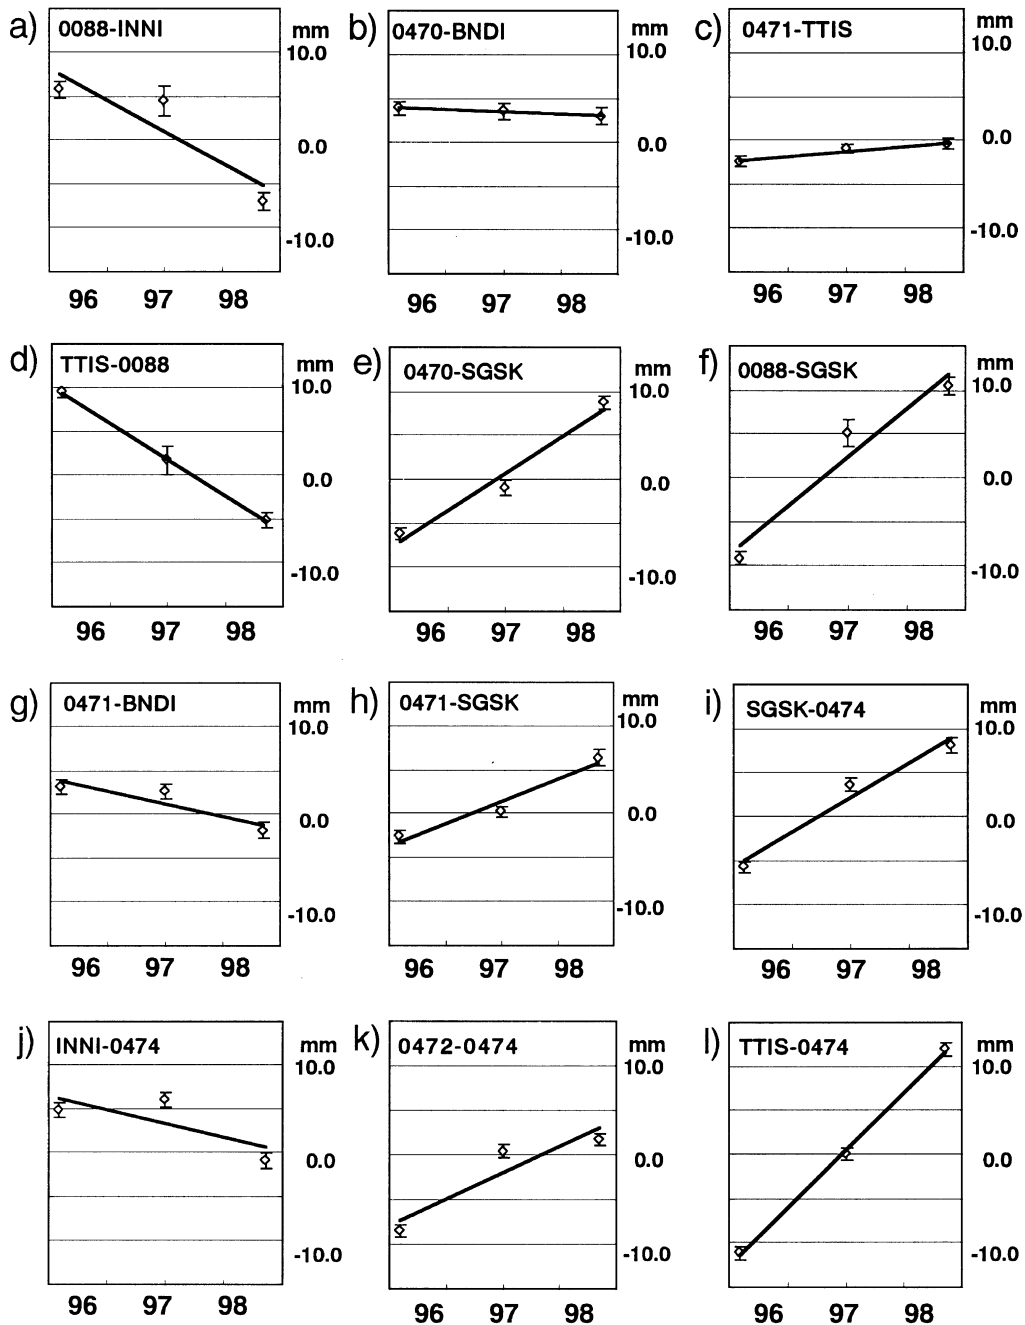 a) 0088-INNI mm
10.0
0.0
-10.0
96 97 98
b) 0470-BNDI mm
10.0
0.0
-10.0
96 97 98
c) 0471-TTIS mm
10.0
0.0
-10.0
96 97 98
d) TTIS-0088 mm
10.0
0.0
-10.0
96 97 98
e) 0470-SGSK mm
10.0
0.0
-10.0
96 97 98
f) 0088-SGSK mm
10.0
0.0
-10.0
96 97 98
g) 0471-BNDI mm
10.0
0.0
-10.0
96 97 98
h) 0471-SGSK mm
10.0
0.0
-10.0
96 97 98
i) SGSK-0474 mm
10.0
0.0
-10.0
96 97 98
j) INNI-0474 mm
10.0
0.0
-10.0
96 97 98
k) 0472-0474 mm
10.0
0.0
-10.0
96 97 98
l) TTIS-0474 mm
10.0
0.0
-10.0
96 97 98